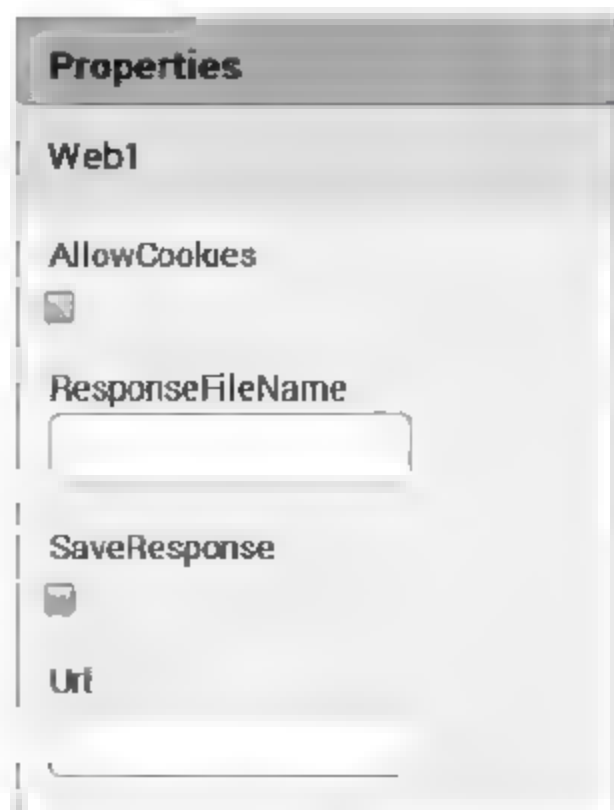 Properties
Web1
AllowCookies
ResponseFileName
SaveResponse
Url